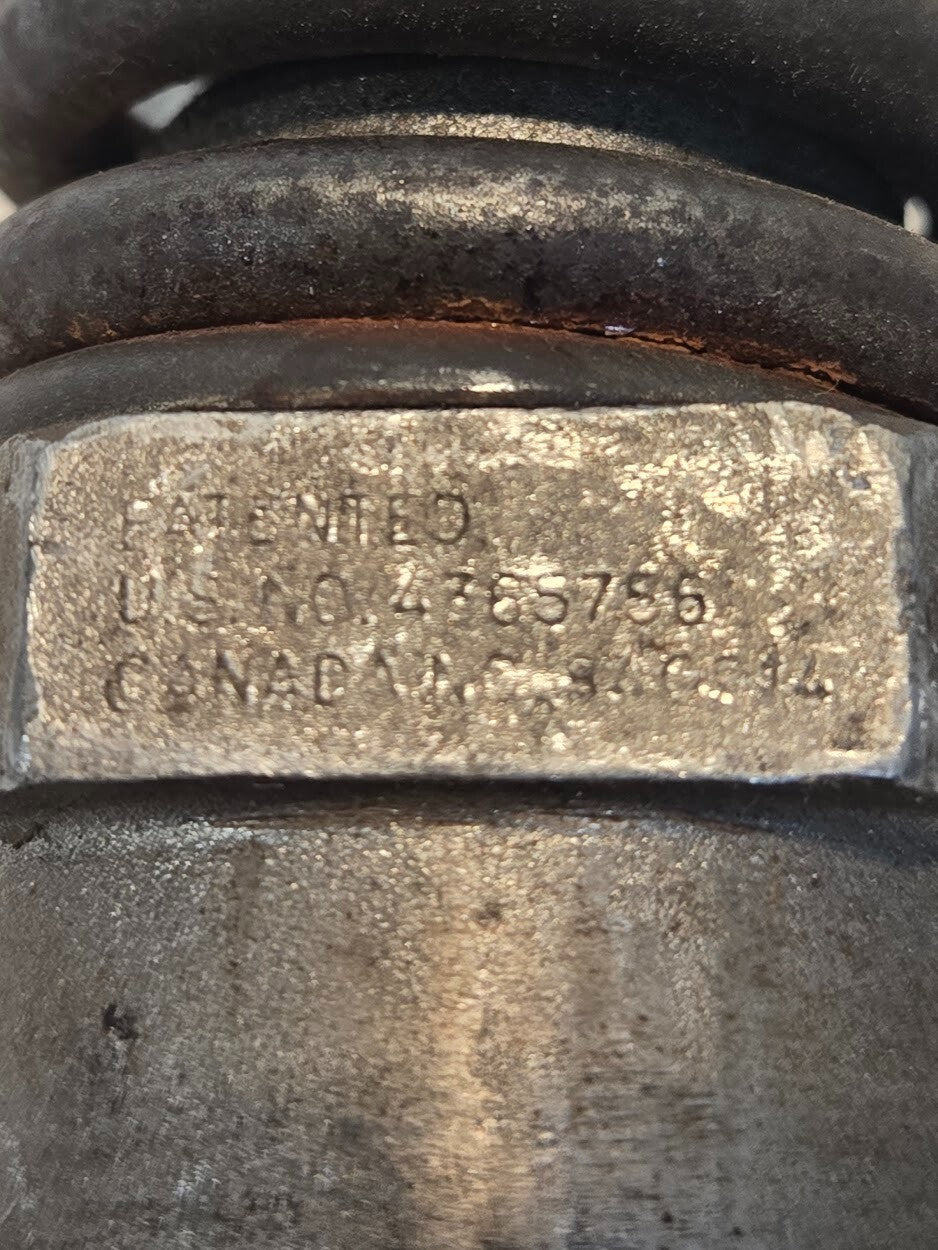 PATENTED
U.S. NO. 4765756
CANADA NO.